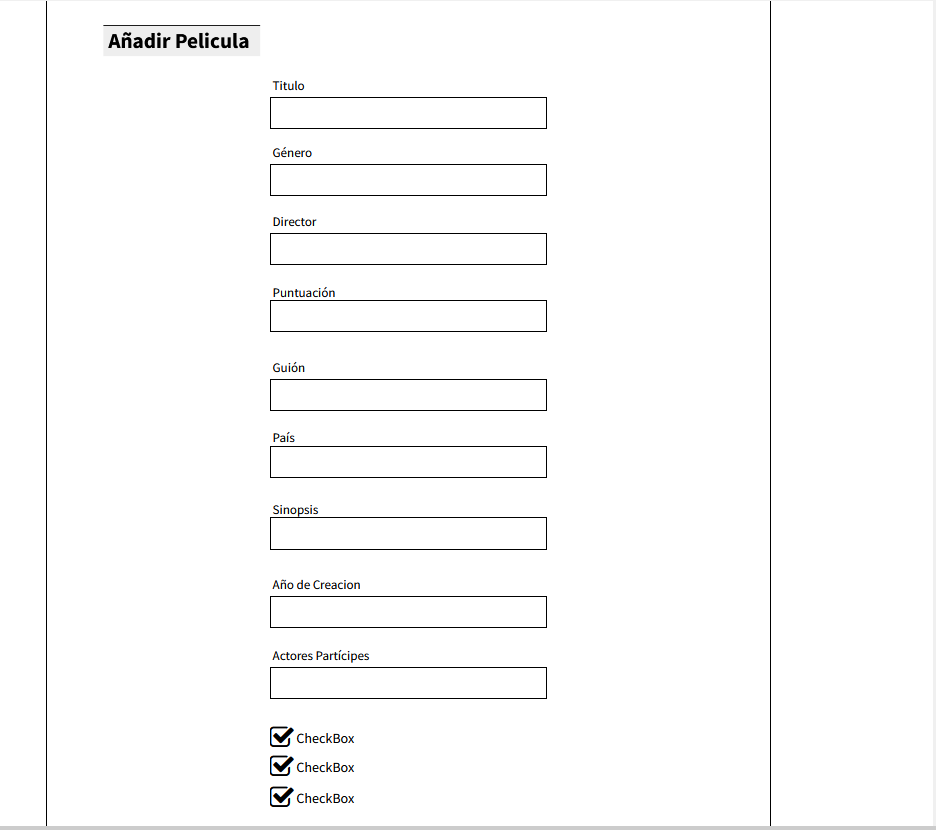 Añadir Pelicula
Titulo
Género
Director
Puntuación
Guión
País
Sinopsis
Año de Creacion
Actores Partícipes
CheckBox
CheckBox
CheckBox